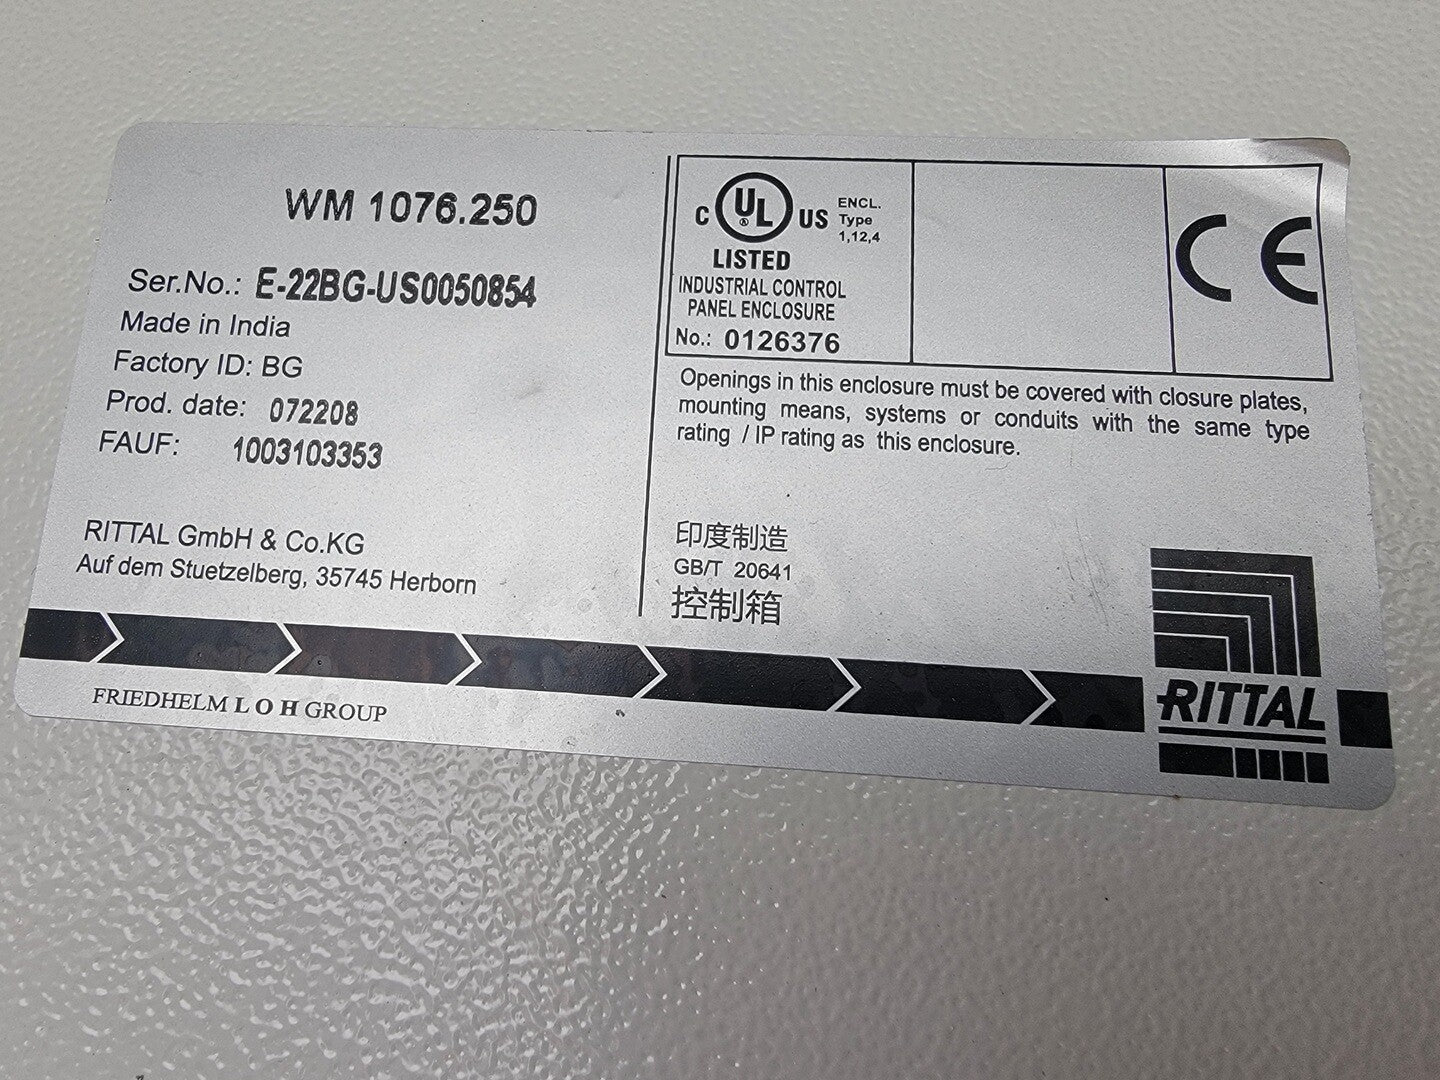 WM 1076.250
Ser.No.: E-22BG-US0050854
Made in India
Factory ID: BG
Prod. date: 072208
FAUF: 1003103353
RITTAL GmbH & Co.KG
Auf dem Stuetzelberg, 35745 Herborn
C UL ® US
ENCL.
Type
1,12,4
LISTED
INDUSTRIAL CONTROL
PANEL ENCLOSURE
No.: 0126376
CE
Openings in this enclosure must be covered with closure plates,
mounting means, systems or conduits with the same type
rating / IP rating as this enclosure.
印度制造
GB/T 20641
控制箱
RITTAL
FRIEDHELM LOH GROUP